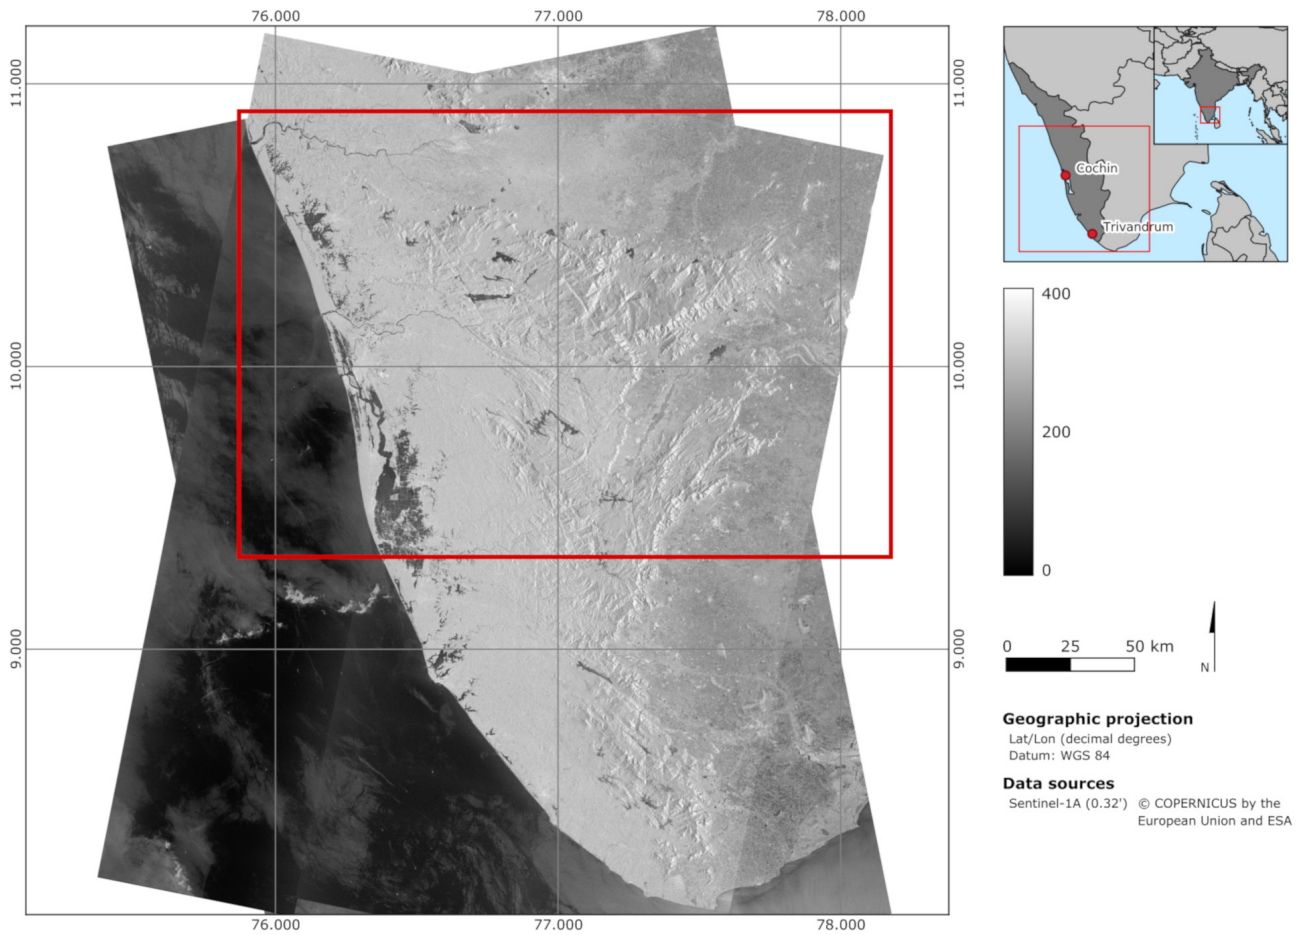 76.000 77.000 78.000
11.000 11.000
10.000 10.000
9.000 9.000
76.000 77.000 78.000
Cochin
Trivandrum
400
200
0
0 25 50 km
N
Geographic projection
Lat/Lon (decimal degrees)
Datum: WGS 84
Data sources
Sentinel-1A (0.32') © COPERNICUS by the
European Union and ESA